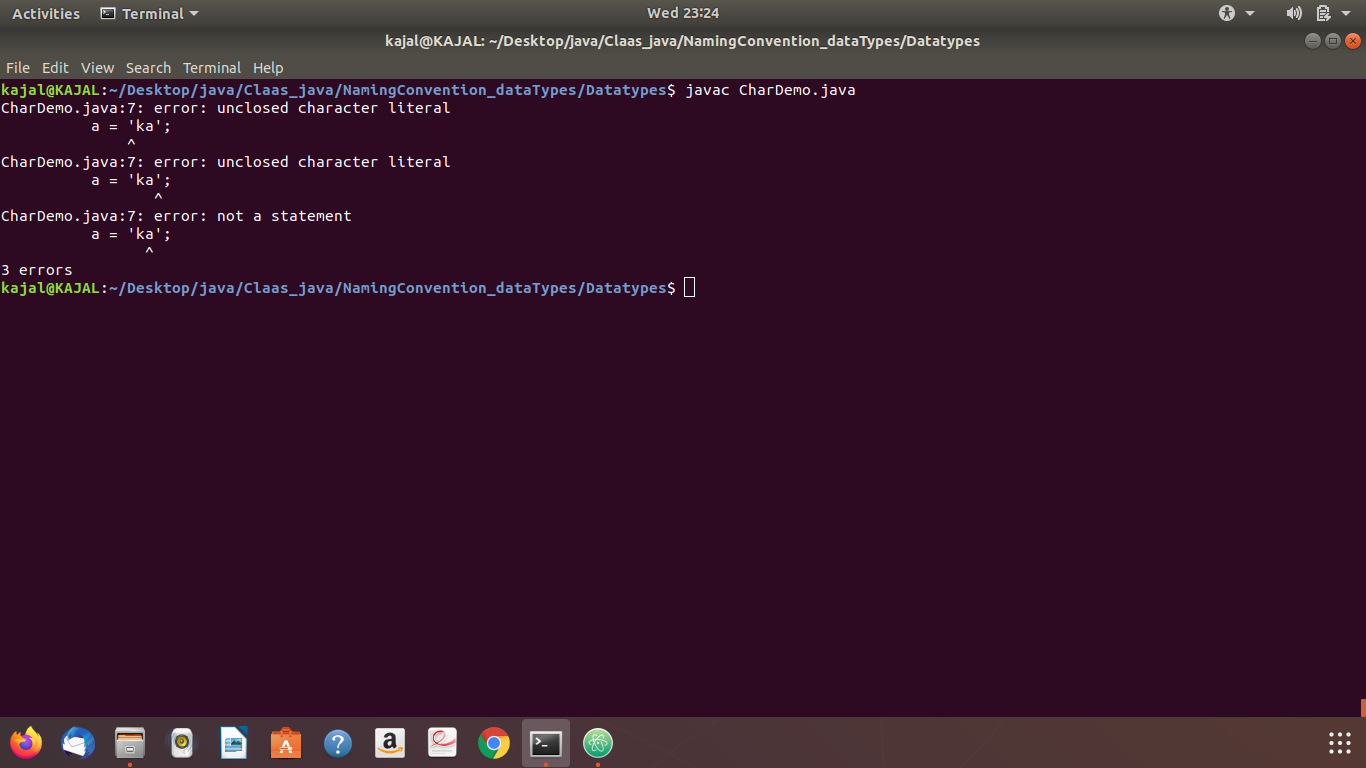 Activities Terminal Wed 23:24
kajal@KAJAL: ~/Desktop/java/Claas_java/NamingConvention_dataTypes/Datatypes
File Edit View Search Terminal Help
kajal@KAJAL:~/Desktop/java/Claas_java/NamingConvention_dataTypes/Datatypes$ javac CharDemo.java
CharDemo.java:7: error: unclosed character literal
          a = 'ka';
              ^
CharDemo.java:7: error: unclosed character literal
          a = 'ka';
                 ^
CharDemo.java:7: error: not a statement
          a = 'ka';
                ^
3 errors
kajal@KAJAL:~/Desktop/java/Claas_java/NamingConvention_dataTypes/Datatypes$